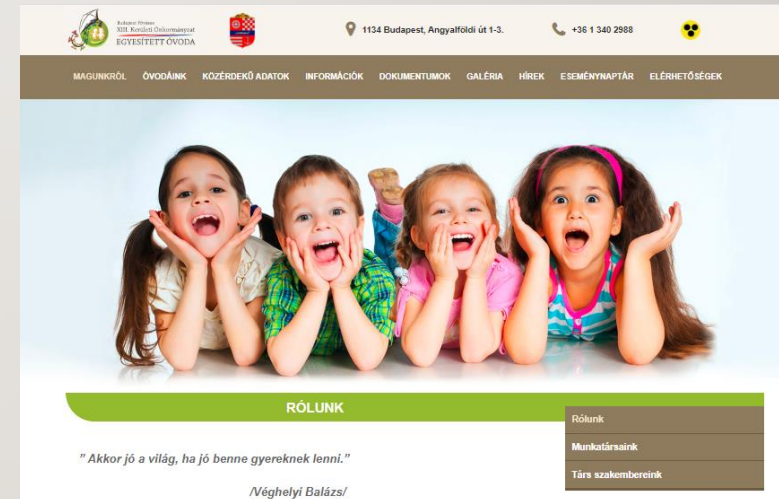 Budapest Főváros
XIII. Kerületi Önkormányzat
EGYESÍTETT ÓVODA
1134 Budapest, Angyalföldi út 1-3.
+36 1 340 2988
MAGUNKRÓL ÓVODÁINK KÖZÉRDEKŰ ADATOK INFORMÁCIÓK DOKUMENTUMOK GALÉRIA HÍREK ESEMÉNYNAPTÁR ELÉRHETŐSÉGEK
RÓLUNK
Rólunk
Munkatársaink
Társ szakembereink
" Akkor jó a világ, ha jó benne gyereknek lenni."
/Véghelyi Balázs/